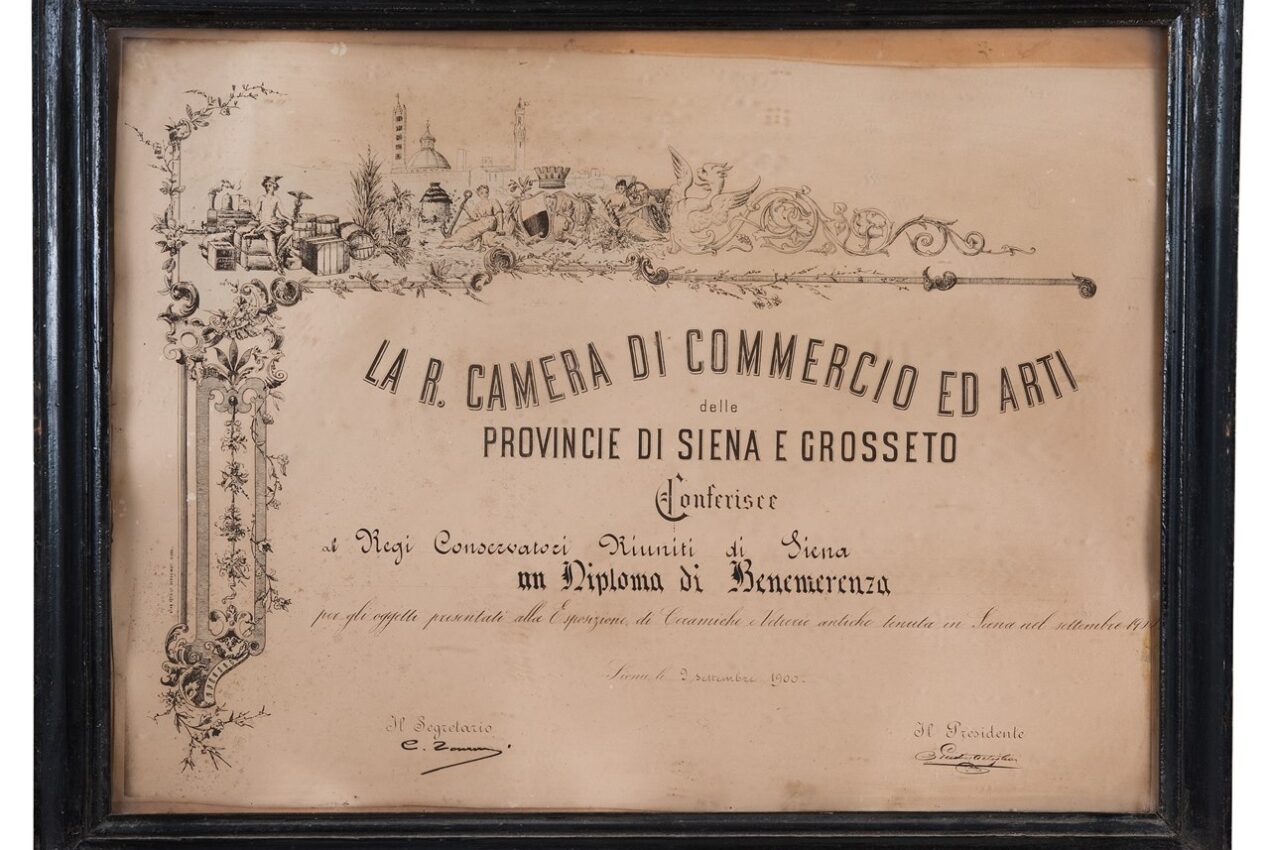 LA R. CAMERA DI COMMERCIO ED ARTI
delle
PROVINCIE DI SIENA E GROSSETO
Conferisce
ai Regi Conservatori Riuniti di Siena
un Diploma di Benemerenza
per gli oggetti presentati alla Esposizione di Ceramiche e Vetrerie antiche tenuta in Siena nel settembre
Siena, li 9 settembre 1900.
Il Segretario
Il Presidente
C.